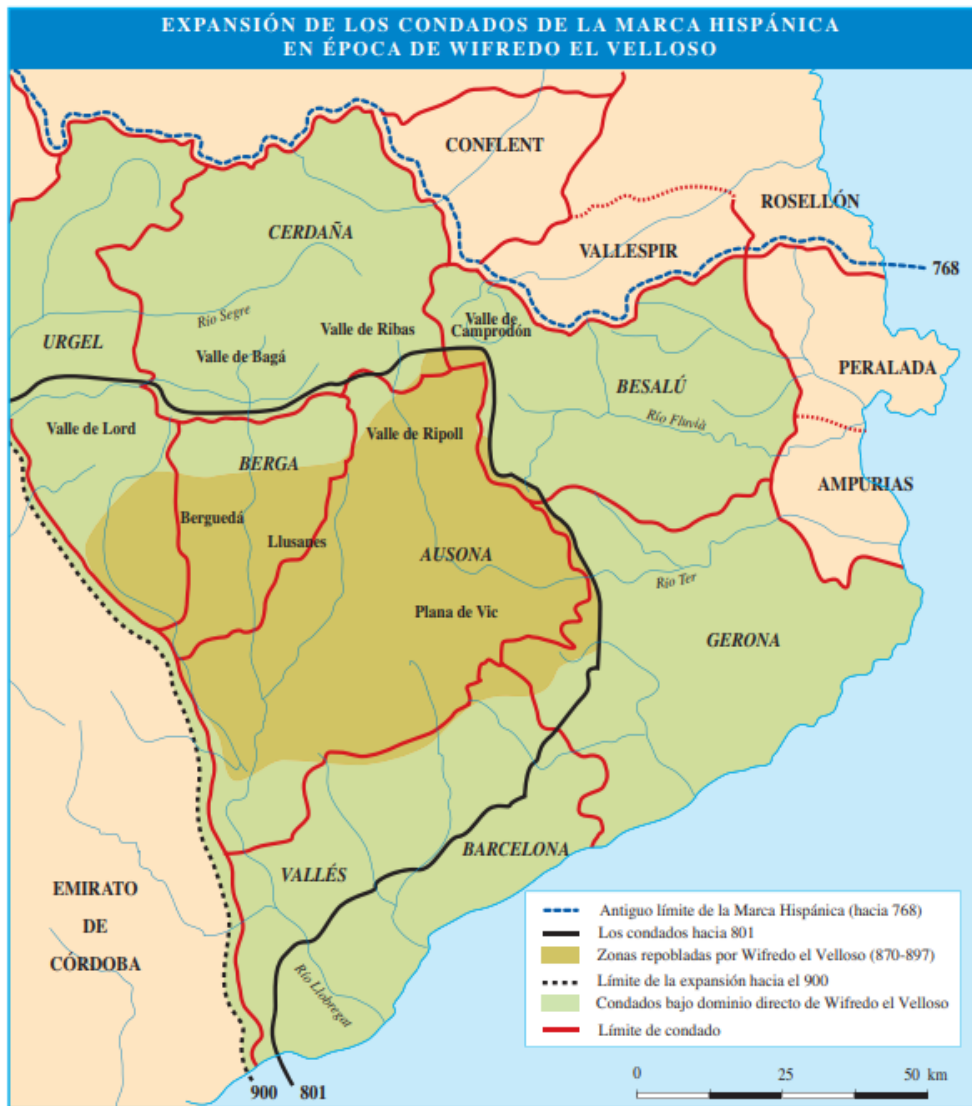 EXPANSIÓN DE LOS CONDADOS DE LA MARCA HISPÁNICA
EN ÉPOCA DE WIFREDO EL VELLOSO
CONFLENT
ROSELLÓN
CERDAÑA
VALLESPIR
768
Río Segre
Valle de Ribas
Valle de
Camprodón
URGEL
Valle de Bagá
PERALADA
BESALÚ
Río Fluviá
Valle de Lord
Valle de Ripoll
BERGA
AMPURIAS
Berguedá
Llusanes
AUSONA
Río Ter
Plana de Vic
GERONA
BARCELONA
VALLÉS
EMIRATO
DE
CÓRDOBA
Río Llobregat
900
801
Antiguo límite de la Marca Hispánica (hacia 768)
Los condados hacia 801
Zonas repobladas por Wifredo el Velloso (870-897)
Límite de la expansión hacia el 900
Condados bajo dominio directo de Wifredo el Velloso
Límite de condado
0 25 50 km